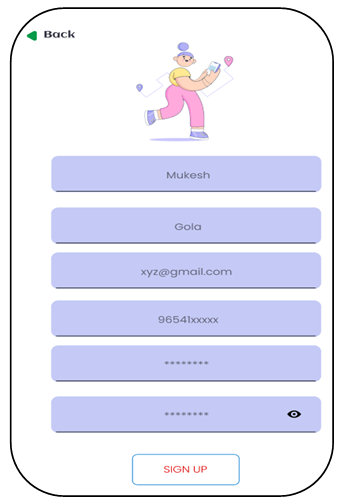 Back
Mukesh
Gola
xyz@gmail.com
96541xxxxx
********
********
SIGN UP